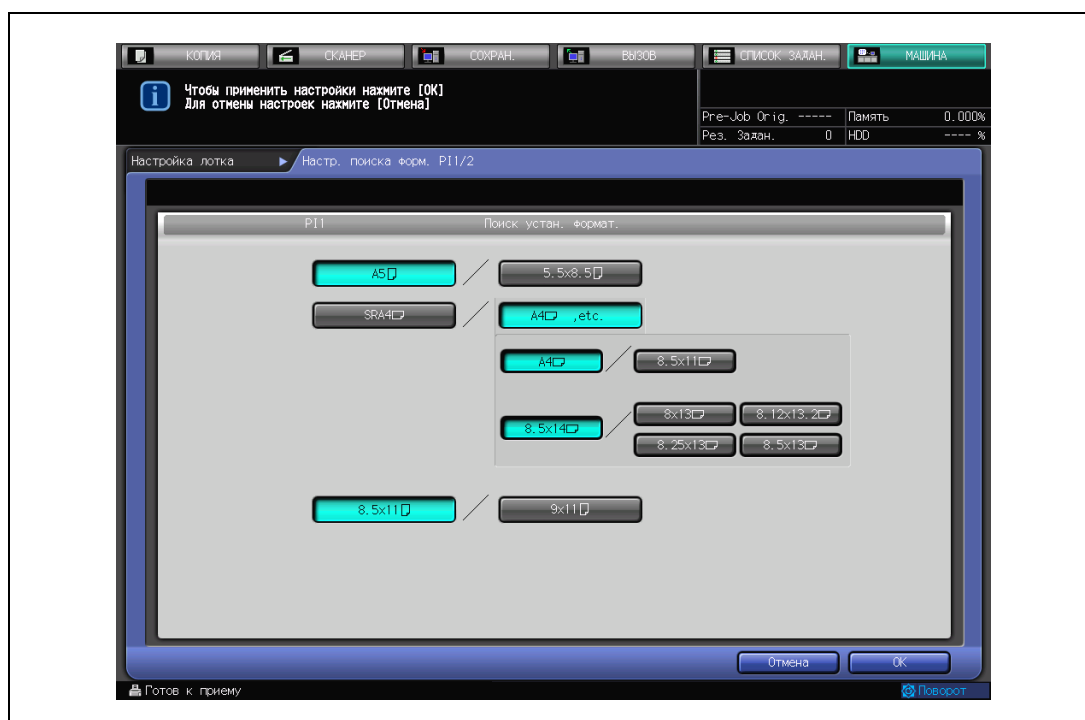 КОПИЯ СКАНЕР СОХРАН. ВЫЗОВ СПИСОК ЗАДАН. МАШИНА
Чтобы применить настройки нажмите [OK]
Для отмены настроек нажмите [Отмена]
Pre-Job Orig. ----- Память 0.000%
Рез. Задан. 0 HDD ---- %
Настройка лотка Настр. поиска форм. PI1/2
PI1 Поиск устан. формат.
A5 5.5x8.5
SRA4 A4 ,etc.
A4 8.5x11
8x13 8.12x13.2
8.5x14
8.25x13 8.5x13
8.5x11 9x11
Отмена OK
Готов к приему Поворот